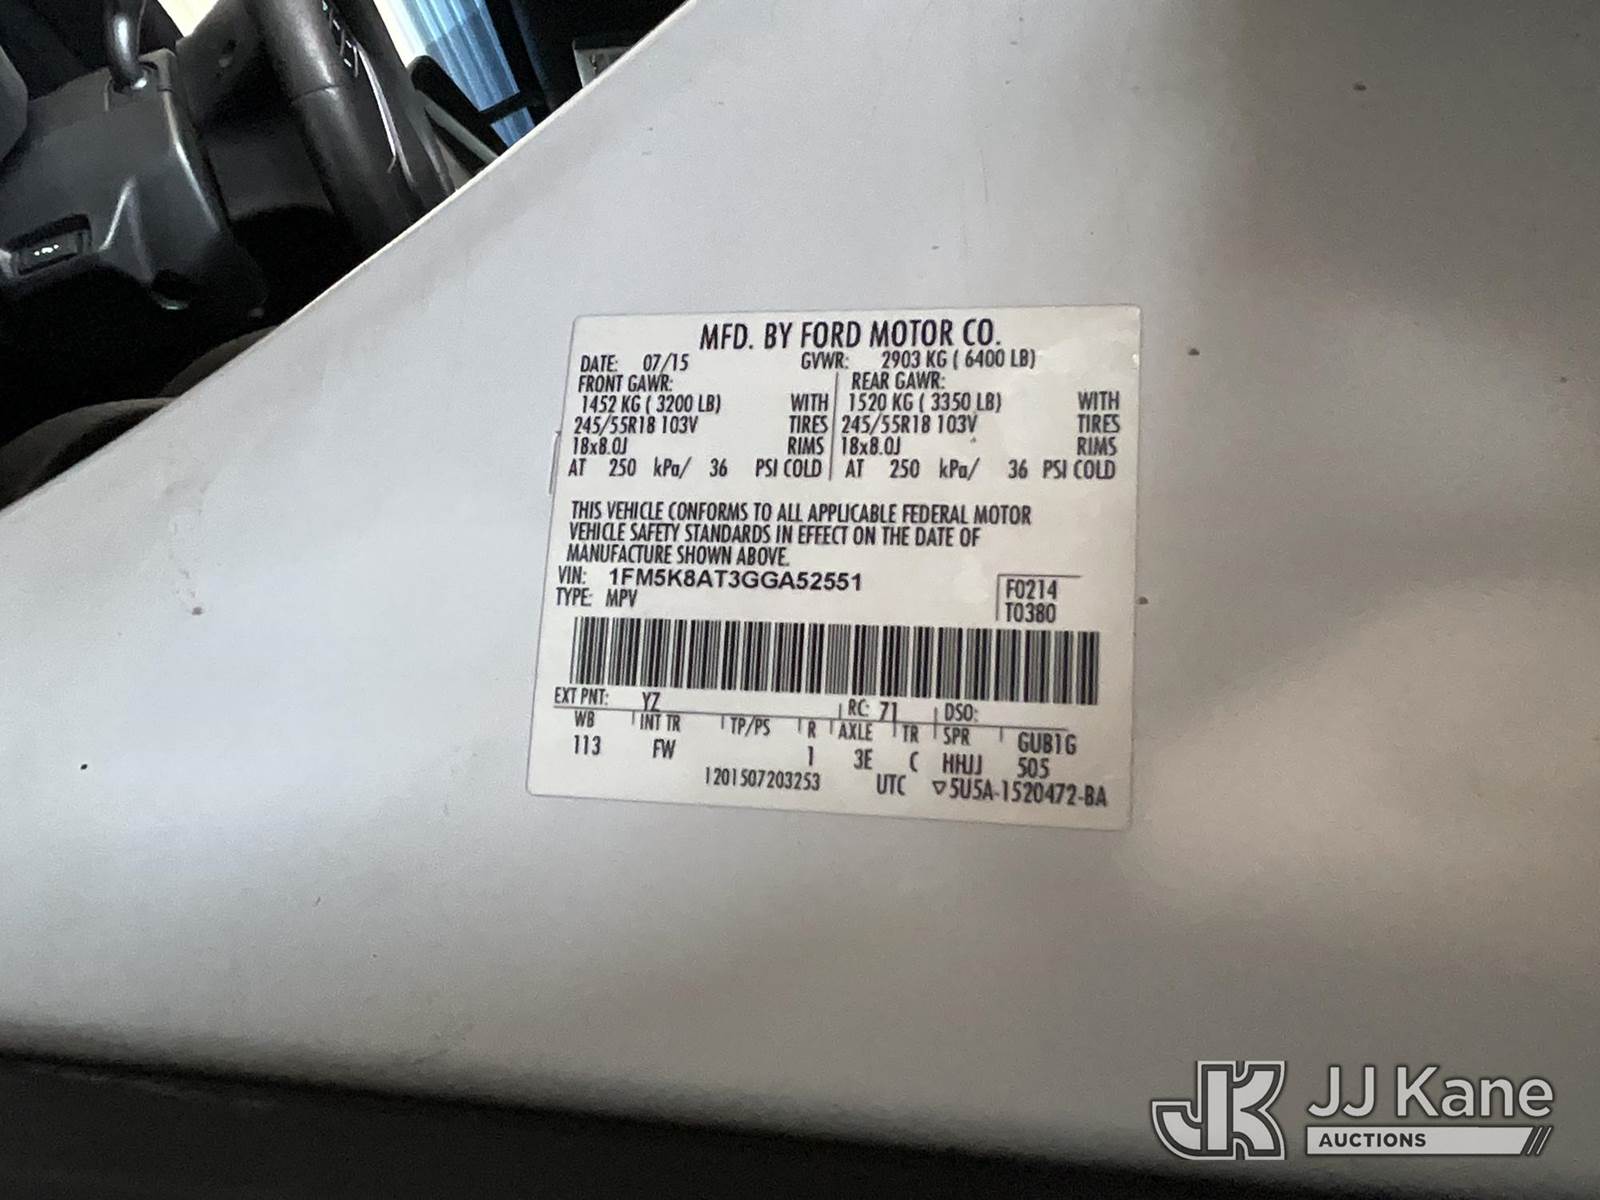 MFD. BY FORD MOTOR CO.
DATE: 07/15 GVWR: 2903 KG ( 6400 LB)
FRONT GAWR: REAR GAWR:
1452 KG ( 3200 LB) WITH 1520 KG ( 3350 LB) WITH
245/55R18 103V TIRES 245/55R18 103V TIRES
18x8.0J RIMS 18x8.0J RIMS
AT 250 kPa/ 36 PSI COLD AT 250 kPa/ 36 PSI COLD
THIS VEHICLE CONFORMS TO ALL APPLICABLE FEDERAL MOTOR
VEHICLE SAFETY STANDARDS IN EFFECT ON THE DATE OF
MANUFACTURE SHOWN ABOVE.
VIN: 1FM5K8AT3GGA52551 F0214
TYPE: MPV T0380
EXT PNT: YZ RC: 71 DSO:
WB INT TR TP/PS R AXLE TR SPR GUB1G
113 FW 1 3E C HHJJ 505
1201507203253 UTC ▽5U5A-1520472-BA
JK JJ Kane
AUCTIONS